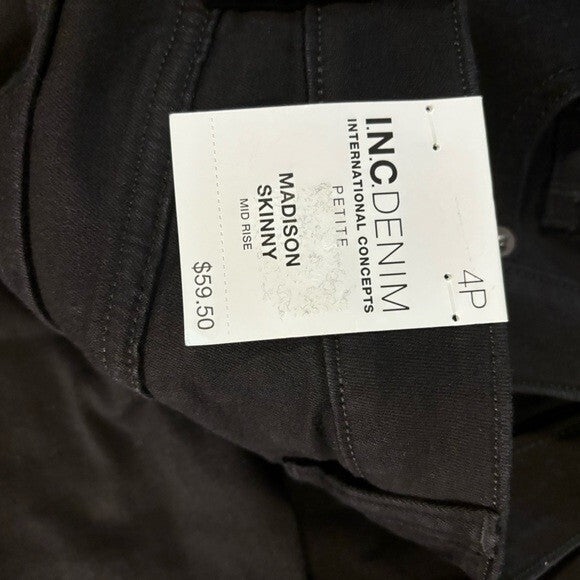 4P
I.N.C.DENIM
INTERNATIONAL CONCEPTS
PETITE
MADISON
SKINNY
MID RISE
$59.50